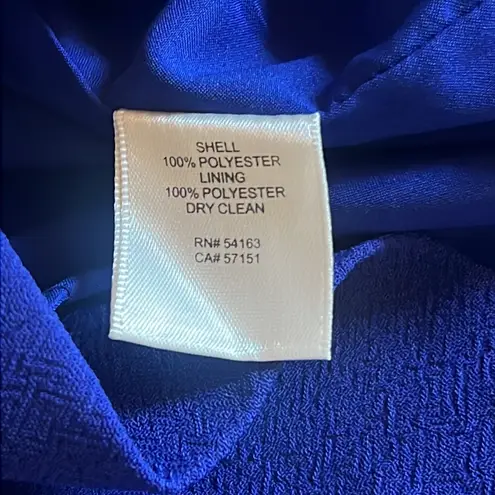 SHELL
100% POLYESTER
LINING
100% POLYESTER
DRY CLEAN
RN# 54163
CA# 57151